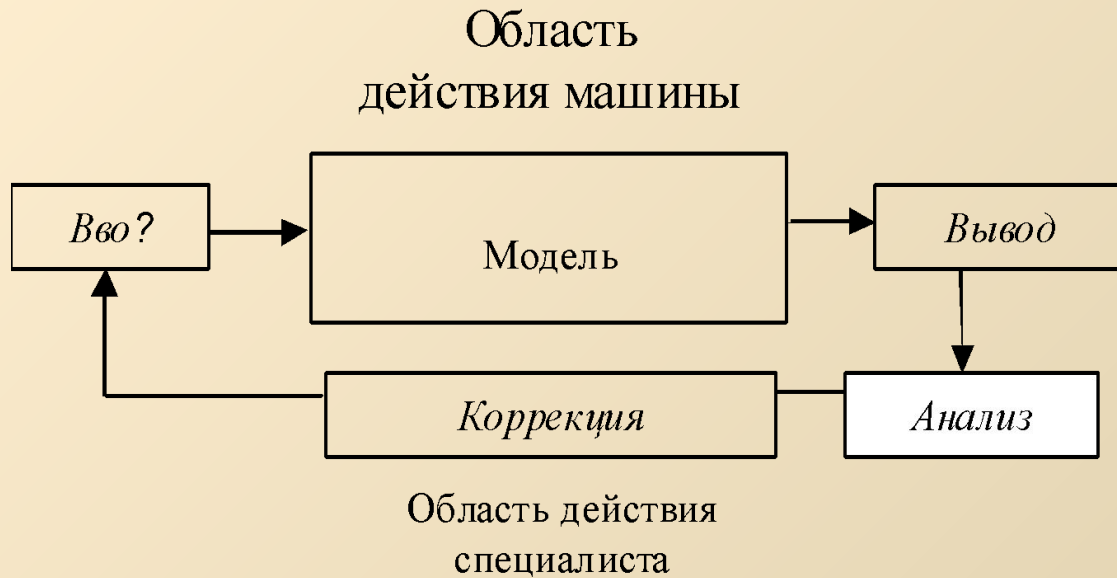 Область
действия машины
Вво?
Модель
Вывод
Коррекция
Анализ
Область действия
специалиста